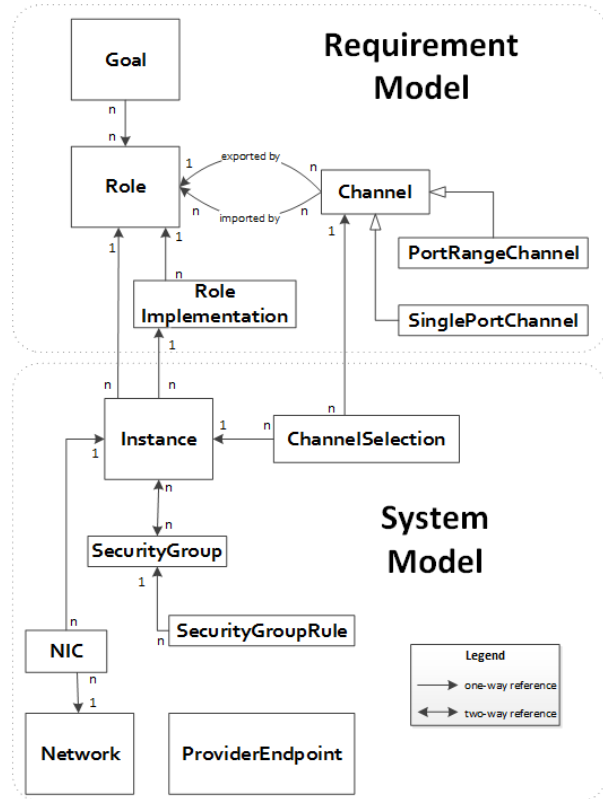 Requirement
Model
Goal
n
n
Role
1
exported by
n
n
imported by
n
Channel
1
1
1
n
PortRangeChannel
Role
Implementation
SinglePortChannel
1
n
n
n
Instance
1
1
n
ChannelSelection
n
n
System
Model
SecurityGroup
1
n
SecurityGroupRule
n
NIC
n
1
Network
ProviderEndpoint
Legend
one-way reference
two-way reference